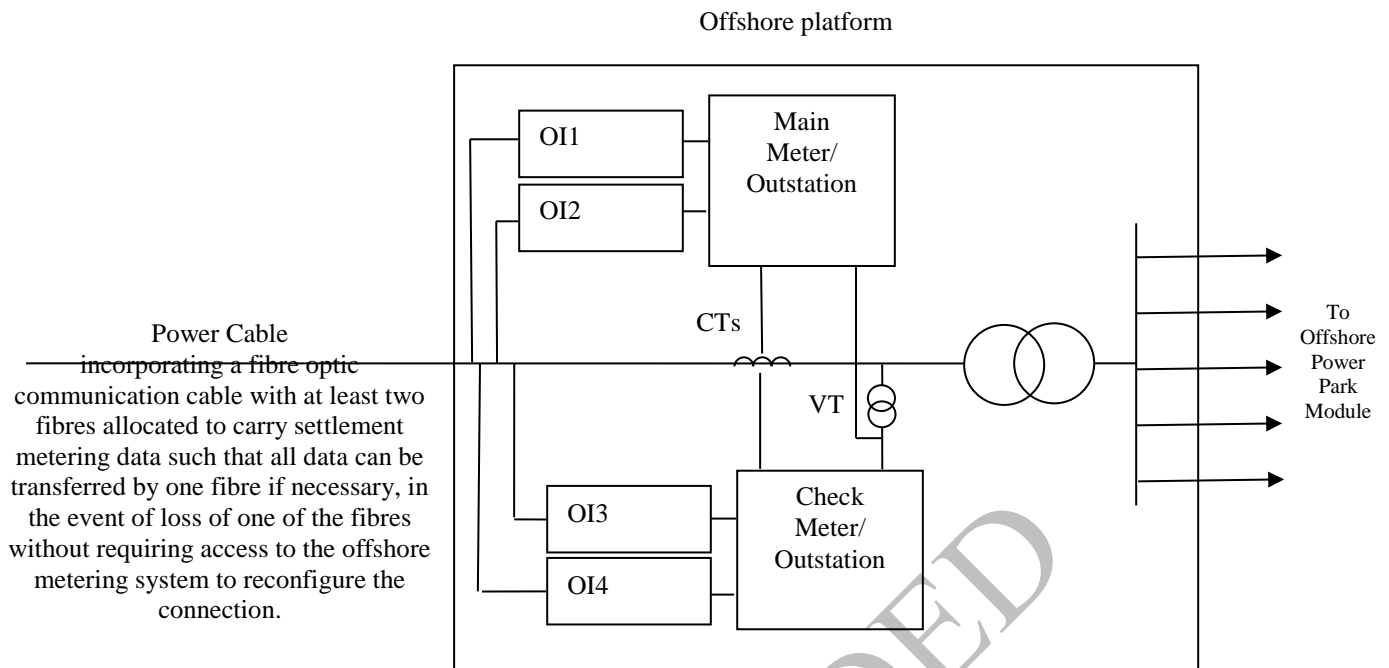 Offshore platform
OI1
Main
Meter/
Outstation
OI2
CTs
Power Cable
incorporating a fibre optic
communication cable with at least two
fibres allocated to carry settlement
metering data such that all data can be
transferred by one fibre if necessary, in
the event of loss of one of the fibres
without requiring access to the offshore
metering system to reconfigure the
connection.
VT
To
Offshore
Power
Park
Module
OI3
Check
Meter/
Outstation
OI4
DED